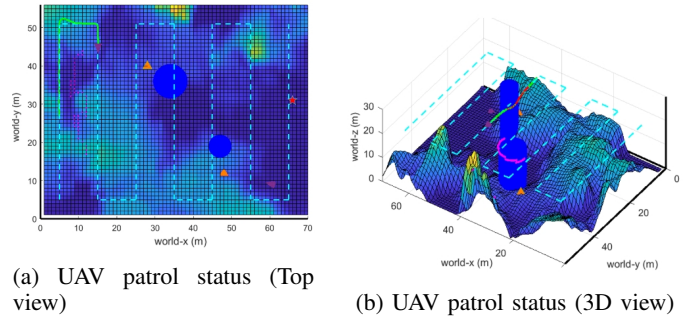 60
50
40
30
20
10
0
world-y (m)
0 10 20 30 40 50 60 70
world-x (m)
30
20
10
0
world-z (m)
60
40
20
world-x (m)
0
20
40
world-y (m)
(a) UAV patrol status (Top
view)
(b) UAV patrol status (3D view)